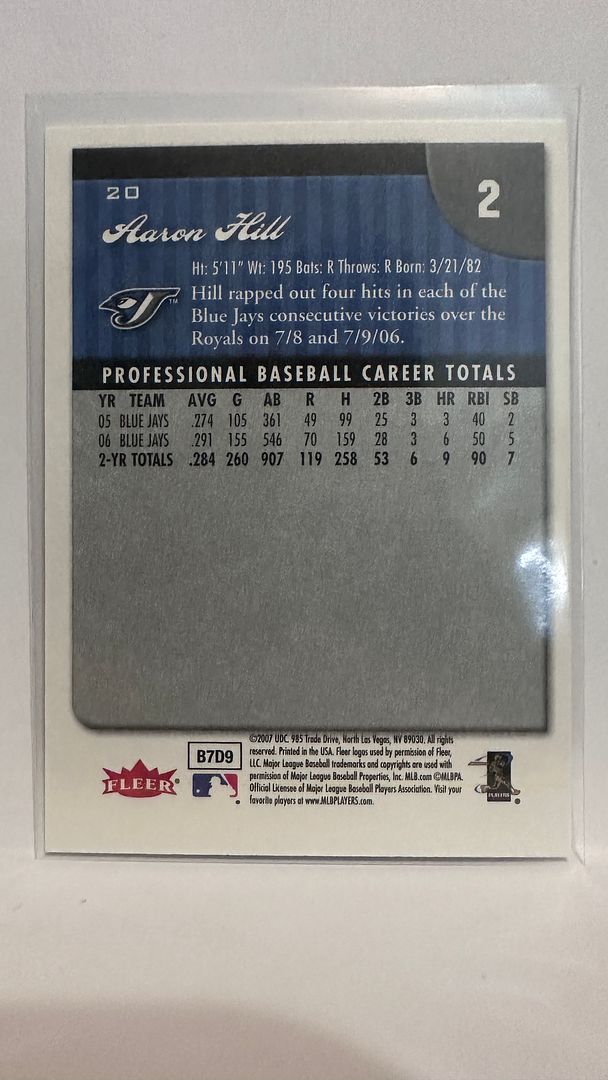 20
2
Aaron Hill
Ht: 5'11" Wt: 195 Bats: R Throws: R Born: 3/21/82
Hill rapped out four hits in each of the
Blue Jays consecutive victories over the
Royals on 7/8 and 7/9/06.
TM
PROFESSIONAL BASEBALL CAREER TOTALS
YR TEAM AVG G AB R H 2B 3B HR RBI SB
05 BLUE JAYS .274 105 361 49 99 25 3 3 40 2
06 BLUE JAYS .291 155 546 70 159 28 3 6 50 5
2-YR TOTALS .284 260 907 119 258 53 6 9 90 7
©2007 UDC. 985 Trade Drive, North Las Vegas, NV 89030. All rights
reserved. Printed in the USA. Fleer logos used by permission of Fleer,
LLC. Major League Baseball trademarks and copyrights are used with
permission of Major League Baseball Properties, Inc. MLB.com ©MLBPA.
Official Licensee of Major League Baseball Players Association. Visit your
favorite players at www.MLBPLAYERS.com.
B7D9
FLEER
PLAYERS